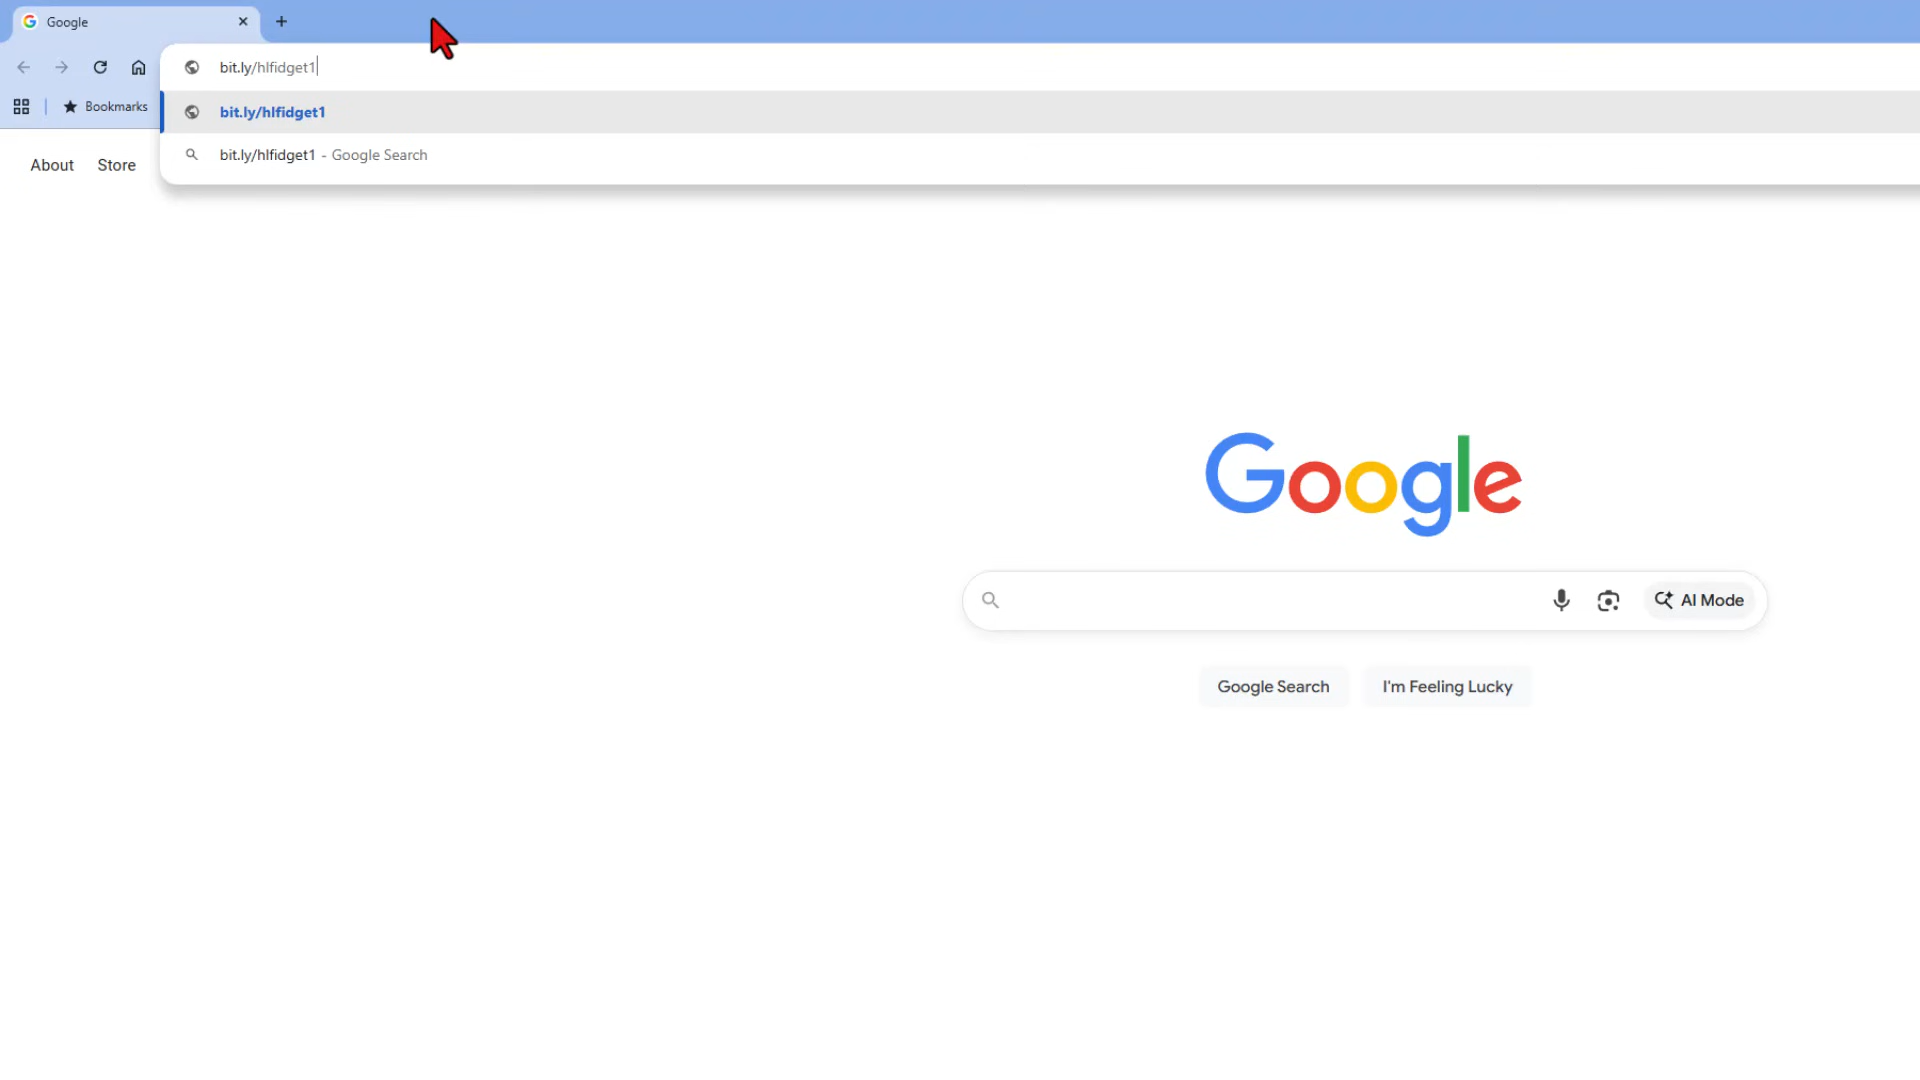 Google
bit.ly/hlfidget1
Bookmarks
bit.ly/hlfidget1
bit.ly/hlfidget1 - Google Search
About Store
Google
AI Mode
Google Search I'm Feeling Lucky